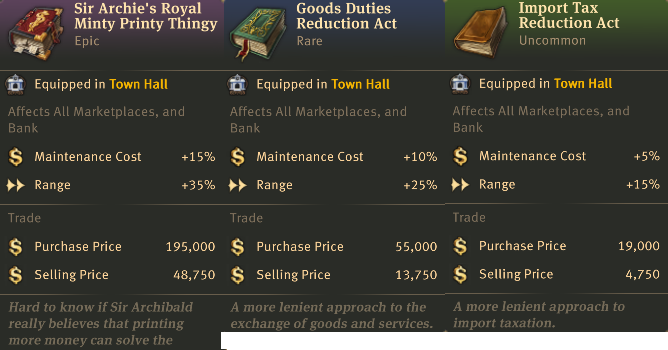 Sir Archie's Royal
Minty Printy Thingy
Epic
Equipped in Town Hall
Affects All Marketplaces, and
Bank
Maintenance Cost +15%
Range +35%
Trade
Purchase Price 195,000
Selling Price 48,750
Hard to know if Sir Archibald
really believes that printing
more money can solve the
Goods Duties
Reduction Act
Rare
Equipped in Town Hall
Affects All Marketplaces, and
Bank
Maintenance Cost +10%
Range +25%
Trade
Purchase Price 55,000
Selling Price 13,750
A more lenient approach to the
exchange of goods and services.
Import Tax
Reduction Act
Uncommon
Equipped in Town Hall
Affects All Marketplaces, and
Bank
Maintenance Cost +5%
Range +15%
Trade
Purchase Price 19,000
Selling Price 4,750
A more lenient approach to
import taxation.